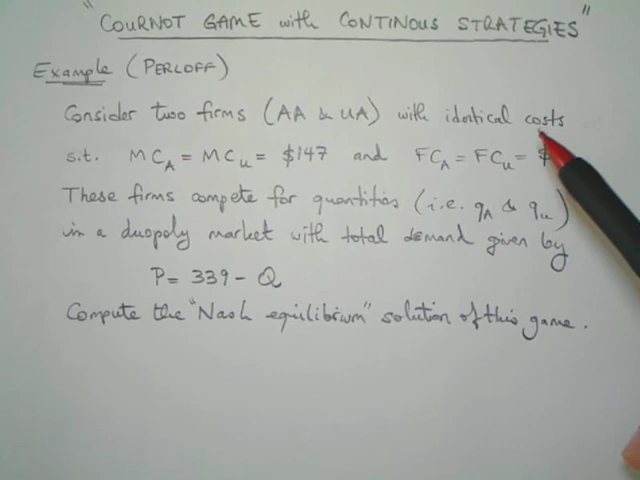 "COURNOT GAME with CONTINOUS STRATEGIES"
Example (PERLOFF)
Consider two firms (AA & UA) with identical costs
s.t. MC_A = MC_U = $147 and FC_A = FC_U = $
These firms compete for quantities (i.e. q_A & q_U)
in a duopoly market with total demand given by
P = 339 - Q
Compute the "Nash equilibrium" solution of this game.